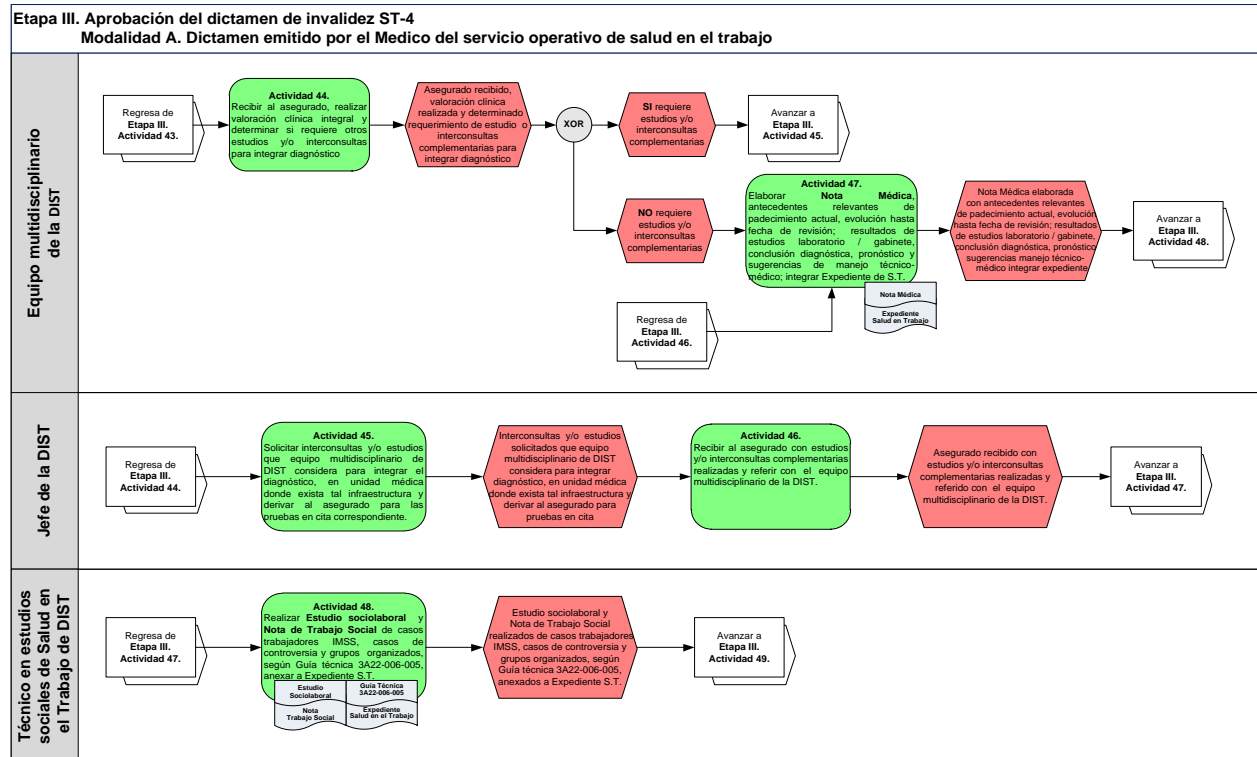 Etapa III. Aprobación del dictamen de invalidez ST-4
Modalidad A. Dictamen emitido por el Medico del servicio operativo de salud en el trabajo
Equipo multidisciplinario
de la DIST
Regresa de
Etapa III.
Actividad 43.
Actividad 44.
Recibir al asegurado, realizar
valoración clínica integral y
determinar si requiere otros
estudios y/o interconsultas
para integrar diagnóstico
Asegurado recibido,
valoración clínica
realizada y determinado
requerimiento de estudio o
interconsultas
complementarias para
integrar diagnóstico
XOR
SI requiere
estudios y/o
interconsultas
complementarias
Avanzar a
Etapa III.
Actividad 45.
NO requiere
estudios y/o
interconsultas
complementarias
Actividad 47.
Elaborar Nota Médica,
antecedentes relevantes de
padecimiento actual, evolución hasta
fecha de revisión; resultados de
estudios laboratorio / gabinete,
conclusión diagnóstica, pronóstico y
sugerencias de manejo técnico-
médico; integrar Expediente de S.T.
Nota Médica
Expediente
Salud en Trabajo
Nota Médica elaborada
con antecedentes relevantes
de padecimiento actual, evolución
hasta fecha de revisión; resultados
de estudios laboratorio / gabinete,
conclusión diagnóstica, pronóstico
sugerencias manejo técnico-
médico integrar expediente
Avanzar a
Etapa III.
Actividad 48.
Regresa de
Etapa III.
Actividad 46.
Jefe de la DIST
Regresa de
Etapa III.
Actividad 44.
Actividad 45.
Solicitar interconsultas y/o estudios
que equipo multidisciplinario de
DIST considera para integrar el
diagnóstico, en unidad médica
donde exista tal infraestructura y
derivar al asegurado para las
pruebas en cita correspondiente.
Interconsultas y/o estudios
solicitados que equipo
multidisciplinario de DIST
considera para integrar
diagnóstico, en unidad médica
donde exista tal infraestructura y
derivar al asegurado para
pruebas en cita
Actividad 46.
Recibir al asegurado con estudios
y/o interconsultas complementarias
realizadas y referir con el equipo
multidisciplinario de la DIST.
Asegurado recibido con
estudios y/o interconsultas
complementarias realizadas y
referido con el equipo
multidisciplinario de la DIST.
Avanzar a
Etapa III.
Actividad 47.
Técnico en estudios
sociales de Salud en
el Trabajo de DIST
Regresa de
Etapa III.
Actividad 47.
Actividad 48.
Realizar Estudio sociolaboral y
Nota de Trabajo Social de casos
trabajadores IMSS, casos de
controversia y grupos organizados,
según Guía técnica 3A22-006-005,
anexar a Expediente S.T.
Estudio
Sociolaboral
Guía Técnica
3A22-006-005
Nota
Trabajo Social
Expediente
Salud en el Trabajo
Estudio sociolaboral y
Nota de Trabajo Social
realizados de casos trabajadores
IMSS, casos de controversia y
grupos organizados, según
Guía técnica 3A22-006-005,
anexados a Expediente S.T.
Avanzar a
Etapa III.
Actividad 49.